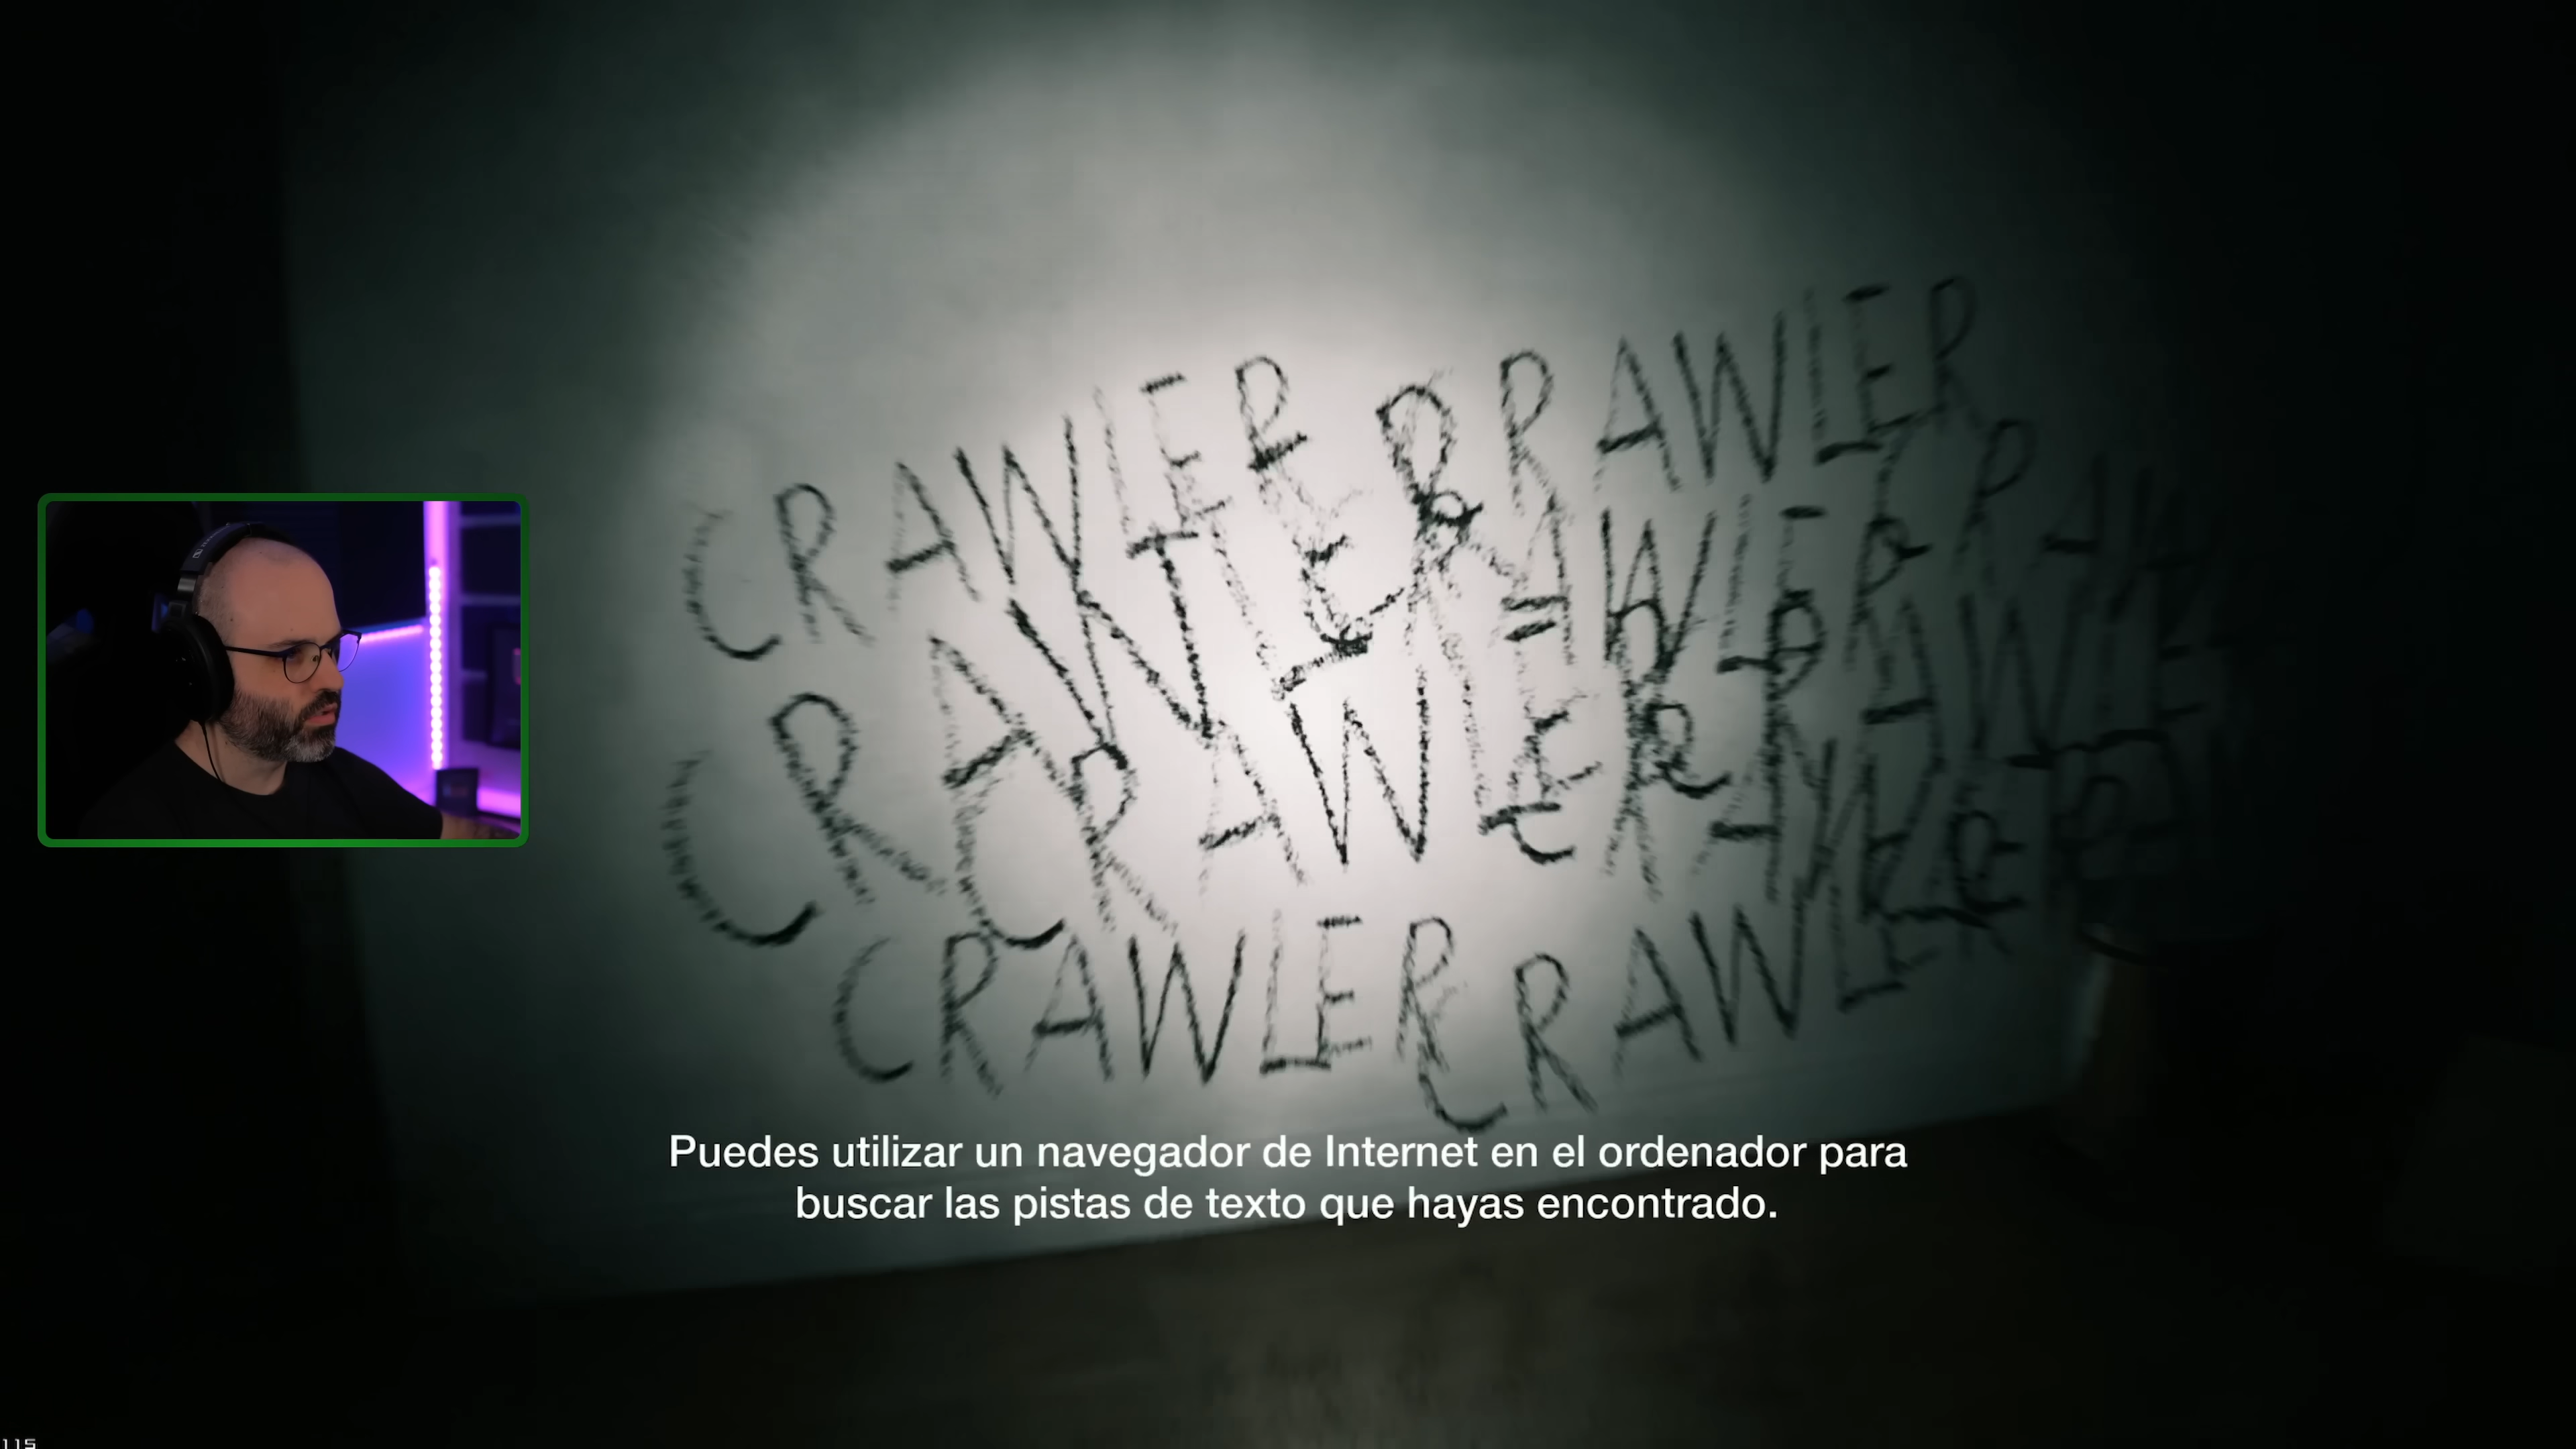 CRAWLER CRAWLER
CRAWLER CRAWLER
CRAWLER
CRAWLER CRAWLER
Puedes utilizar un navegador de Internet en el ordenador para
buscar las pistas de texto que hayas encontrado.
115